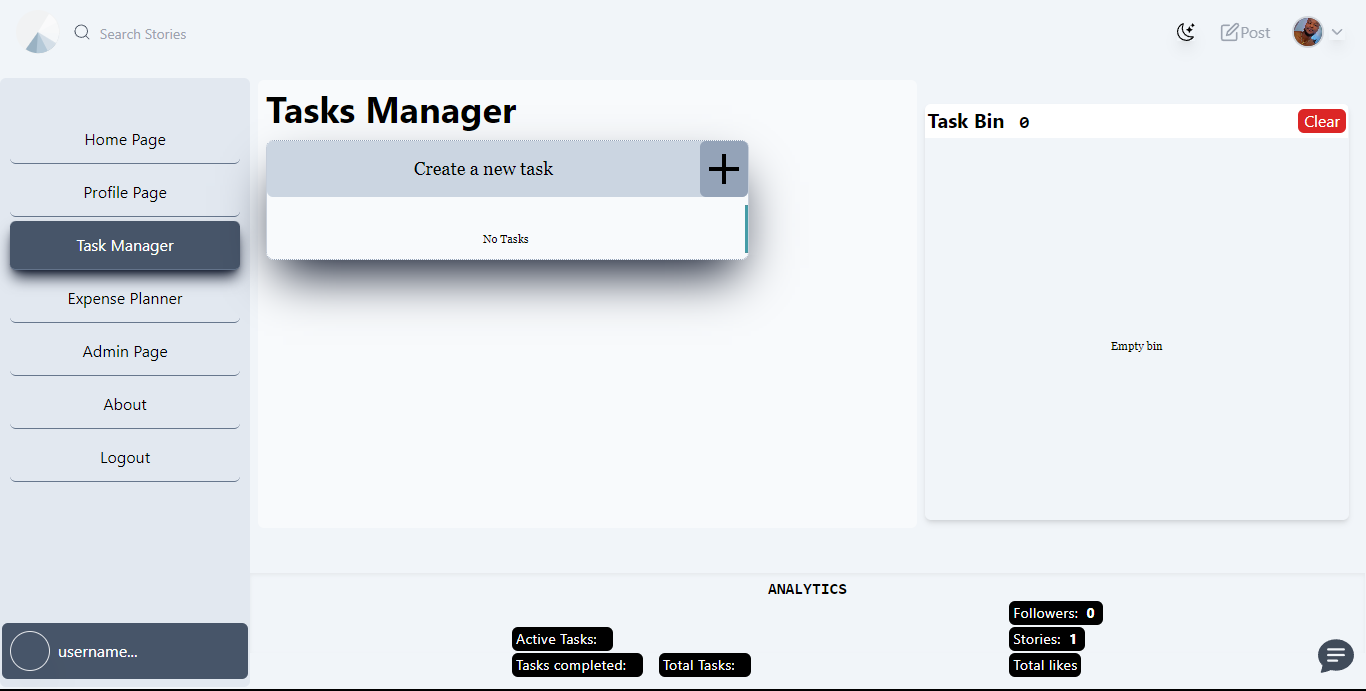 Search Stories
Post
Home Page
Profile Page
Task Manager
Expense Planner
Admin Page
About
Logout
username...
Tasks Manager
Create a new task
No Tasks
Task Bin 0
Clear
Empty bin
ANALYTICS
Active Tasks:
Tasks completed:
Total Tasks:
Followers: 0
Stories: 1
Total likes